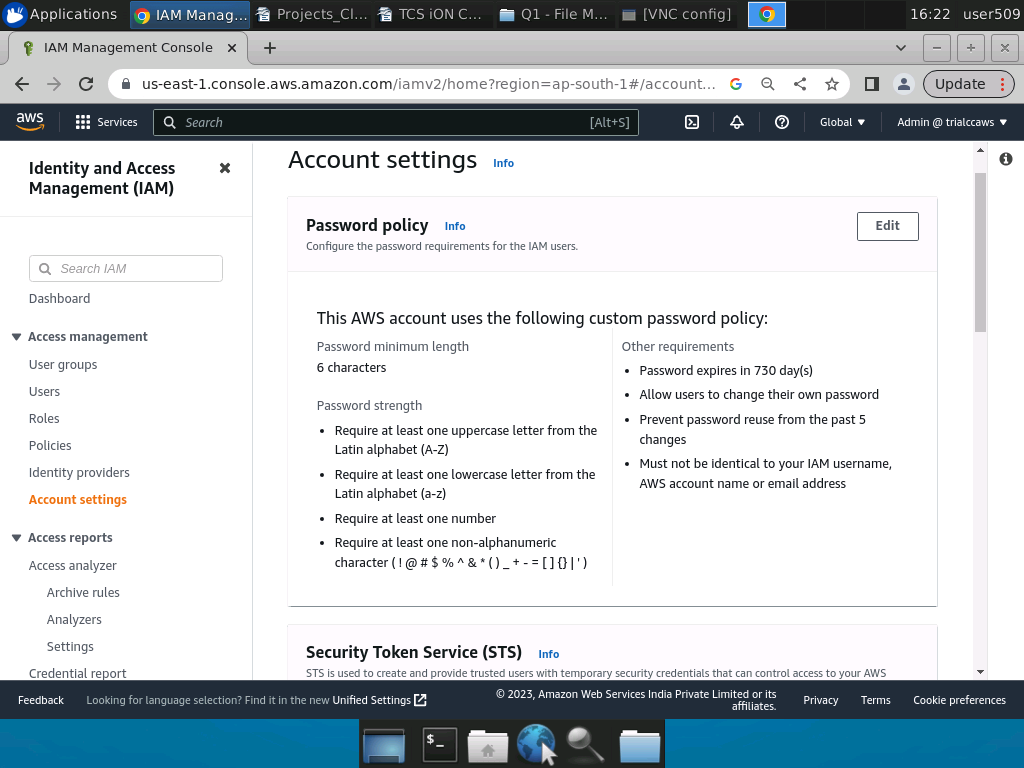 Applications
IAM Manag...
Projects_Cl...
TCS iON C...
Q1 - File M...
[VNC config]
16:22
user509
IAM Management Console
us-east-1.console.aws.amazon.com/iamv2/home?region=ap-south-1#/account...
Update
aws
Services
Search
[Alt+S]
Global
Admin @ trialccaws
Identity and Access
Management (IAM)
Search IAM
Dashboard
Access management
User groups
Users
Roles
Policies
Identity providers
Account settings
Access reports
Access analyzer
Archive rules
Analyzers
Settings
Credential report
Account settings Info
Password policy Info
Configure the password requirements for the IAM users.
Edit
This AWS account uses the following custom password policy:
Password minimum length
6 characters
Password strength
• Require at least one uppercase letter from the
Latin alphabet (A-Z)
• Require at least one lowercase letter from the
Latin alphabet (a-z)
• Require at least one number
• Require at least one non-alphanumeric
character ( ! @ # $ % ^ & * ( ) _ + - = [ ] {} | ' )
Other requirements
• Password expires in 730 day(s)
• Allow users to change their own password
• Prevent password reuse from the past 5
changes
• Must not be identical to your IAM username,
AWS account name or email address
Security Token Service (STS) Info
STS is used to create and provide trusted users with temporary security credentials that can control access to your AWS
Feedback
Looking for language selection? Find it in the new Unified Settings
© 2023, Amazon Web Services India Private Limited or its
affiliates.
Privacy
Terms
Cookie preferences